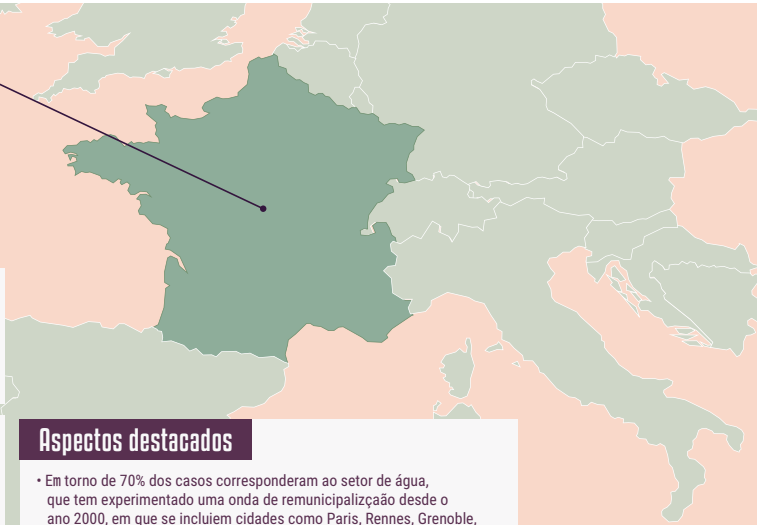 Aspectos destacados
• Em torno de 70% dos casos corresponderam ao setor de água,
que tem experimentado uma onda de remunicipalizçaão desde o
ano 2000, em que se incluiem cidades como Paris, Rennes, Grenoble,